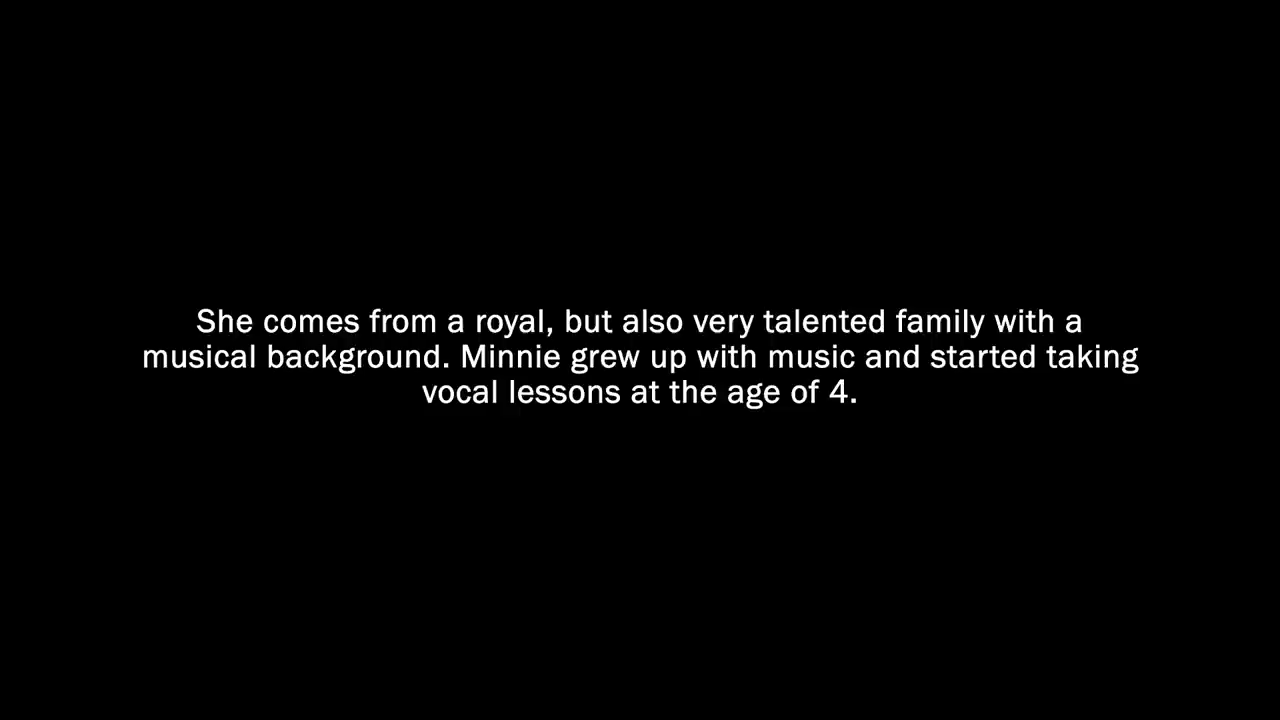 She comes from a royal, but also very talented family with a
musical background. Minnie grew up with music and started taking
vocal lessons at the age of 4.